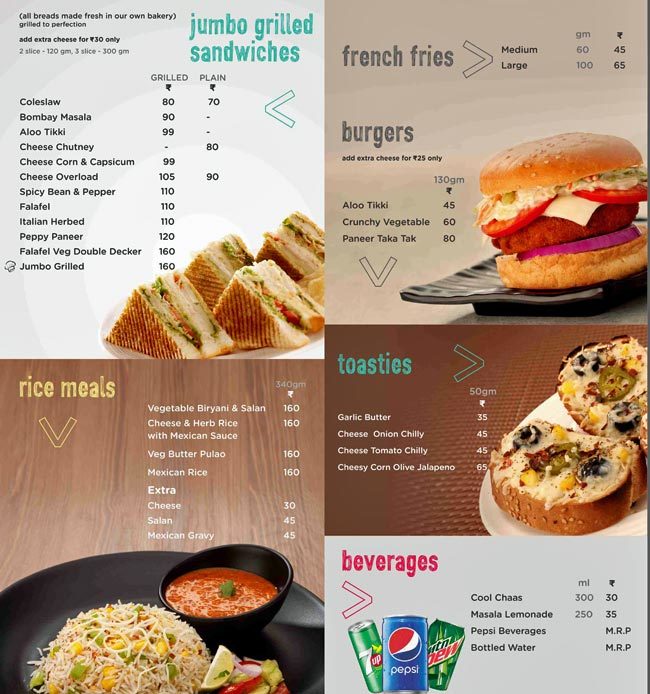 (all breads made fresh in our own bakery)
grilled to perfection
add extra cheese for ₹30 only
2 slice - 120 gm, 3 slice - 300 gm
jumbo grilled
sandwiches
GRILLED PLAIN
₹ ₹
Coleslaw 80 70
Bombay Masala 90 -
Aloo Tikki 99 -
Cheese Chutney - 80
Cheese Corn & Capsicum 99
Cheese Overload 105 90
Spicy Bean & Pepper 110
Falafel 110
Italian Herbed 110
Peppy Paneer 120
Falafel Veg Double Decker 160
Jumbo Grilled 160
french fries
gm ₹
Medium 60 45
Large 100 65
burgers
add extra cheese for ₹25 only
130gm
₹
Aloo Tikki 45
Crunchy Vegetable 60
Paneer Taka Tak 80
rice meals
340gm
₹
Vegetable Biryani & Salan 160
Cheese & Herb Rice 160
with Mexican Sauce
Veg Butter Pulao 160
Mexican Rice 160
Extra
Cheese 30
Salan 45
Mexican Gravy 45
toasties
50gm
₹
Garlic Butter 35
Cheese Onion Chilly 45
Cheese Tomato Chilly 45
Cheesy Corn Olive Jalapeno 65
beverages
ml ₹
Cool Chaas 300 30
Masala Lemonade 250 35
Pepsi Beverages M.R.P
Bottled Water M.R.P
7up
pepsi